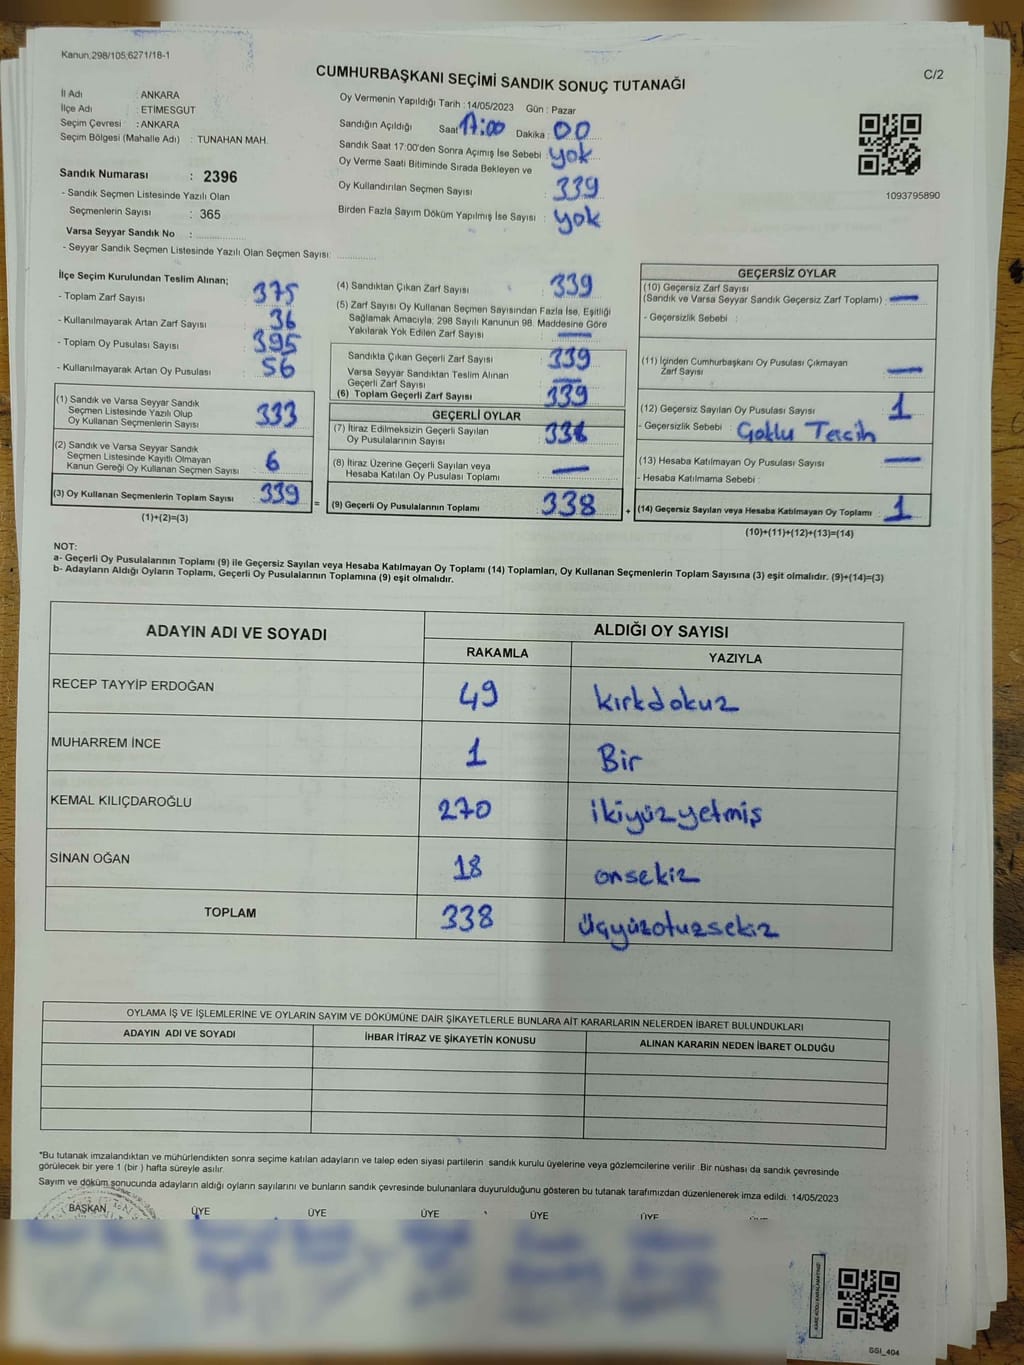 Kanun;298/105;6271/18-1
C/2
CUMHURBAŞKANI SEÇİMİ SANDIK SONUÇ TUTANAĞI
İl Adı : ANKARA
İlçe Adı : ETİMESGUT
Seçim Çevresi : ANKARA
Seçim Bölgesi (Mahalle Adı) : TUNAHAN MAH.
Sandık Numarası : 2396
- Sandık Seçmen Listesinde Yazılı Olan
Seçmenlerin Sayısı : 365
Varsa Seyyar Sandık No :
- Seyyar Sandık Seçmen Listesinde Yazılı Olan Seçmen Sayısı:
Oy Vermenin Yapıldığı Tarih : 14/05/2023 Gün : Pazar
Sandığın Açıldığı Saat 17:00 Dakika : 00
Sandık Saat 17:00'den Sonra Açımış İse Sebebi : yok
Oy Verme Saati Bitiminde Sırada Bekleyen ve
Oy Kullandırılan Seçmen Sayısı : 339
Birden Fazla Sayım Döküm Yapılmış İse Sayısı : yok
1093795890
İlçe Seçim Kurulundan Teslim Alınan;
- Toplam Zarf Sayısı : 375
- Kullanılmayarak Artan Zarf Sayısı : 36
- Toplam Oy Pusulası Sayısı : 395
- Kullanılmayarak Artan Oy Pusulası : 56
(1) Sandık ve Varsa Seyyar Sandık
Seçmen Listesinde Yazılı Olup
Oy Kullanan Seçmenlerin Sayısı : 333
(2) Sandık ve Varsa Seyyar Sandık
Seçmen Listesinde Kayıtlı Olmayan
Kanun Gereği Oy Kullanan Seçmen Sayısı : 6
(3) Oy Kullanan Seçmenlerin Toplam Sayısı : 339 =
(1)+(2)=(3)
(4) Sandıktan Çıkan Zarf Sayısı : 339
(5) Zarf Sayısı Oy Kullanan Seçmen Sayısından Fazla İse, Eşitliği
Sağlamak Amacıyla, 298 Sayılı Kanunun 98. Maddesine Göre
Yakılarak Yok Edilen Zarf Sayısı : —
Sandıkta Çıkan Geçerli Zarf Sayısı : 339
Varsa Seyyar Sandıktan Teslim Alınan
Geçerli Zarf Sayısı : —
(6) Toplam Geçerli Zarf Sayısı : 339
GEÇERLİ OYLAR
(7) İtiraz Edilmeksizin Geçerli Sayılan
Oy Pusulalarının Sayısı : 338
(8) İtiraz Üzerine Geçerli Sayılan veya
Hesaba Katılan Oy Pusulası Toplamı : —
(9) Geçerli Oy Pusulalarının Toplamı : 338 +
GEÇERSİZ OYLAR
(10) Geçersiz Zarf Sayısı
(Sandık ve Varsa Seyyar Sandık Geçersiz Zarf Toplamı) : —
- Geçersizlik Sebebi :
(11) İçinden Cumhurbaşkanı Oy Pusulası Çıkmayan
Zarf Sayısı : —
(12) Geçersiz Sayılan Oy Pusulası Sayısı : 1
- Geçersizlik Sebebi : Çoklu Tercih
(13) Hesaba Katılmayan Oy Pusulası Sayısı : —
- Hesaba Katılmama Sebebi :
(14) Geçersiz Sayılan veya Hesaba Katılmayan Oy Toplamı : 1
(10)+(11)+(12)+(13)=(14)
NOT:
a- Geçerli Oy Pusulalarının Toplamı (9) ile Geçersiz Sayılan veya Hesaba Katılmayan Oy Toplamı (14) Toplamları, Oy Kullanan Seçmenlerin Toplam Sayısına (3) eşit olmalıdır. (9)+(14)=(3)
b- Adayların Aldığı Oyların Toplamı, Geçerli Oy Pusulalarının Toplamına (9) eşit olmalıdır.
ADAYIN ADI VE SOYADI ALDIĞI OY SAYISI
RAKAMLA YAZIYLA
RECEP TAYYİP ERDOĞAN 49 kırkdokuz
MUHARREM İNCE 1 Bir
KEMAL KILIÇDAROĞLU 270 ikiyüzyetmiş
SİNAN OĞAN 18 onsekiz
TOPLAM 338 üçyüzotuzsekiz
OYLAMA İŞ VE İŞLEMLERİNE VE OYLARIN SAYIM VE DÖKÜMÜNE DAİR ŞİKAYETLERLE BUNLARA AİT KARARLARIN NELERDEN İBARET BULUNDUKLARI
ADAYIN ADI VE SOYADI İHBAR İTİRAZ VE ŞİKAYETİN KONUSU ALINAN KARARIN NEDEN İBARET OLDUĞU
*Bu tutanak imzalandıktan ve mühürlendikten sonra seçime katılan adayların ve talep eden siyasi partilerin sandık kurulu üyelerine veya gözlemcilerine verilir .Bir nüshası da sandık çevresinde
görülecek bir yere 1 (bir ) hafta süreyle asılır.
Sayım ve döküm sonucunda adayların aldığı oyların sayılarını ve bunların sandık çevresinde bulunanlara duyurulduğunu gösteren bu tutanak tarafımızdan düzenlenerek imza edildi. 14/05/2023
BAŞKAN ÜYE ÜYE ÜYE ÜYE ÜYE
SSI_404